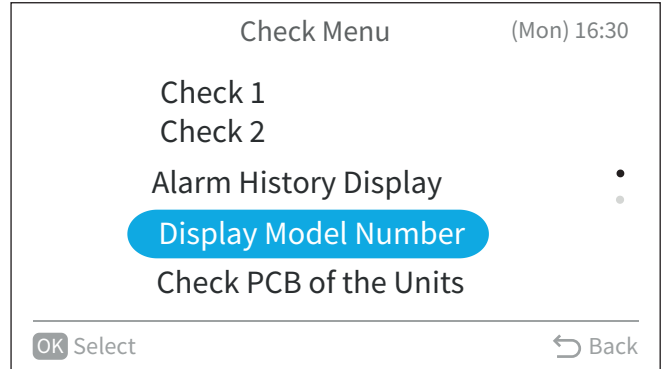 Check Menu (Mon) 16:30
Check 1
Check 2
Alarm History Display
Display Model Number
Check PCB of the Units
OK Select Back